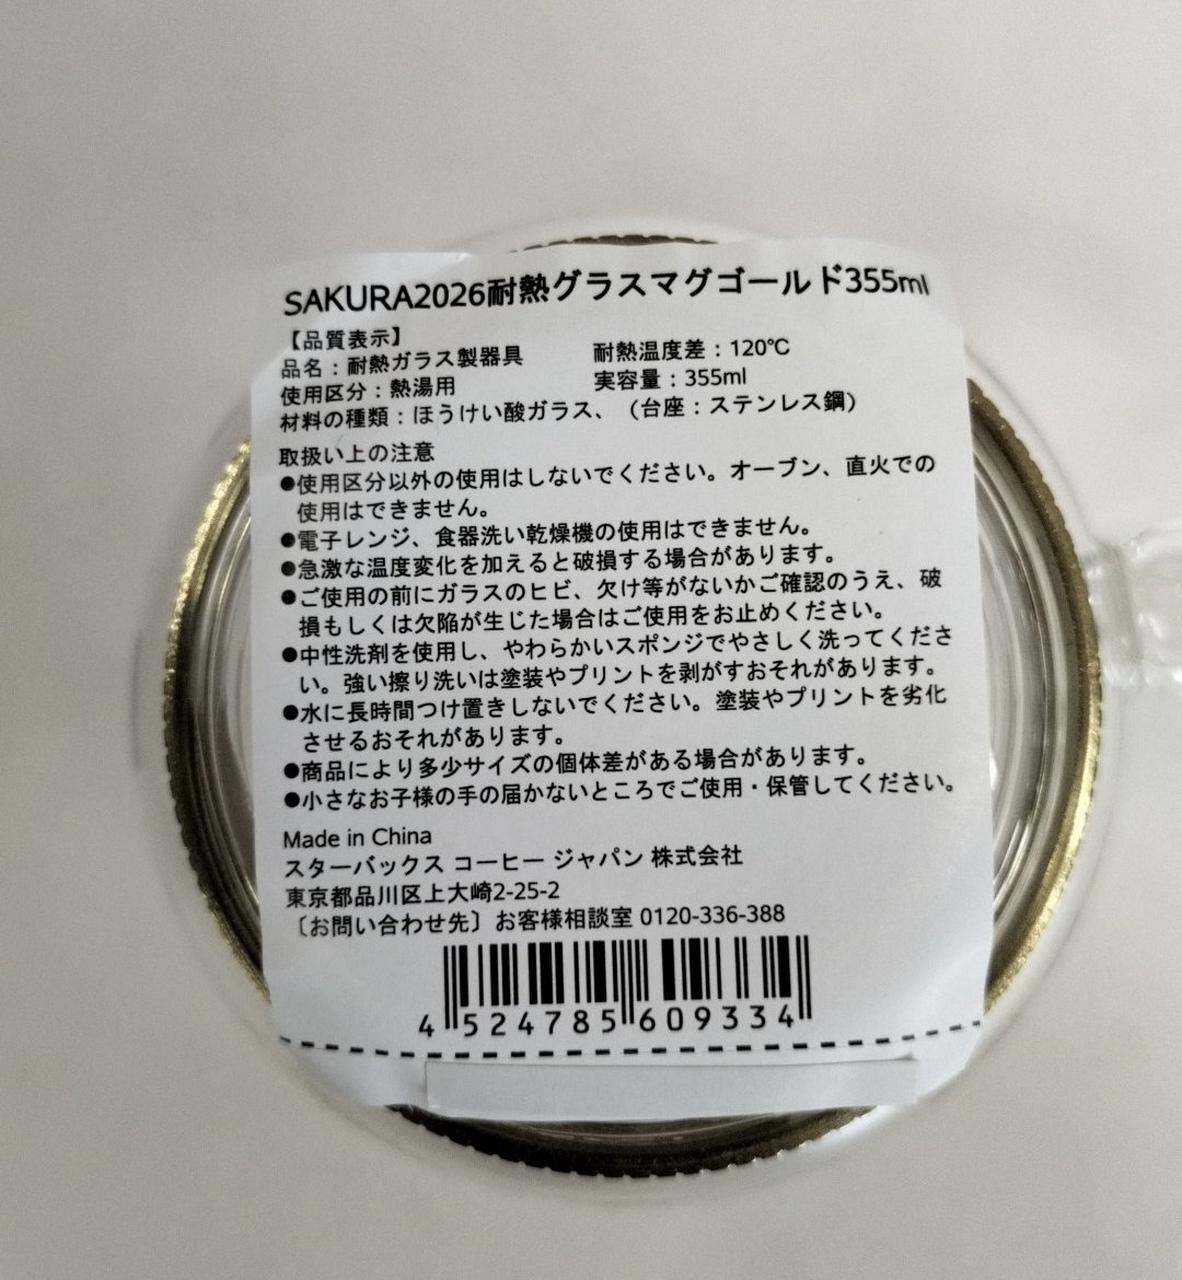 SAKURA2026耐熱グラスマグゴールド355ml
【品質表示】
品名：耐熱ガラス製器具　耐熱温度差：120℃
使用区分：熱湯用　実容量：355ml
材料の種類：ほうけい酸ガラス、（台座：ステンレス鋼）
取扱い上の注意
●使用区分以外の使用はしないでください。オーブン、直火での
使用はできません。
●電子レンジ、食器洗い乾燥機の使用はできません。
●急激な温度変化を加えると破損する場合があります。
●ご使用の前にガラスのヒビ、欠け等がないかご確認のうえ、破
損もしくは欠陥が生じた場合はご使用をお止めください。
●中性洗剤を使用し、やわらかいスポンジでやさしく洗ってくださ
い。強い擦り洗いは塗装やプリントを剥がすおそれがあります。
●水に長時間つけ置きしないでください。塗装やプリントを劣化
させるおそれがあります。
●商品により多少サイズの個体差がある場合があります。
●小さなお子様の手の届かないところでご使用・保管してください。
Made in China
スターバックス コーヒー ジャパン 株式会社
東京都品川区上大崎2-25-2
〔お問い合わせ先〕お客様相談室 0120-336-388
4 524785 609334